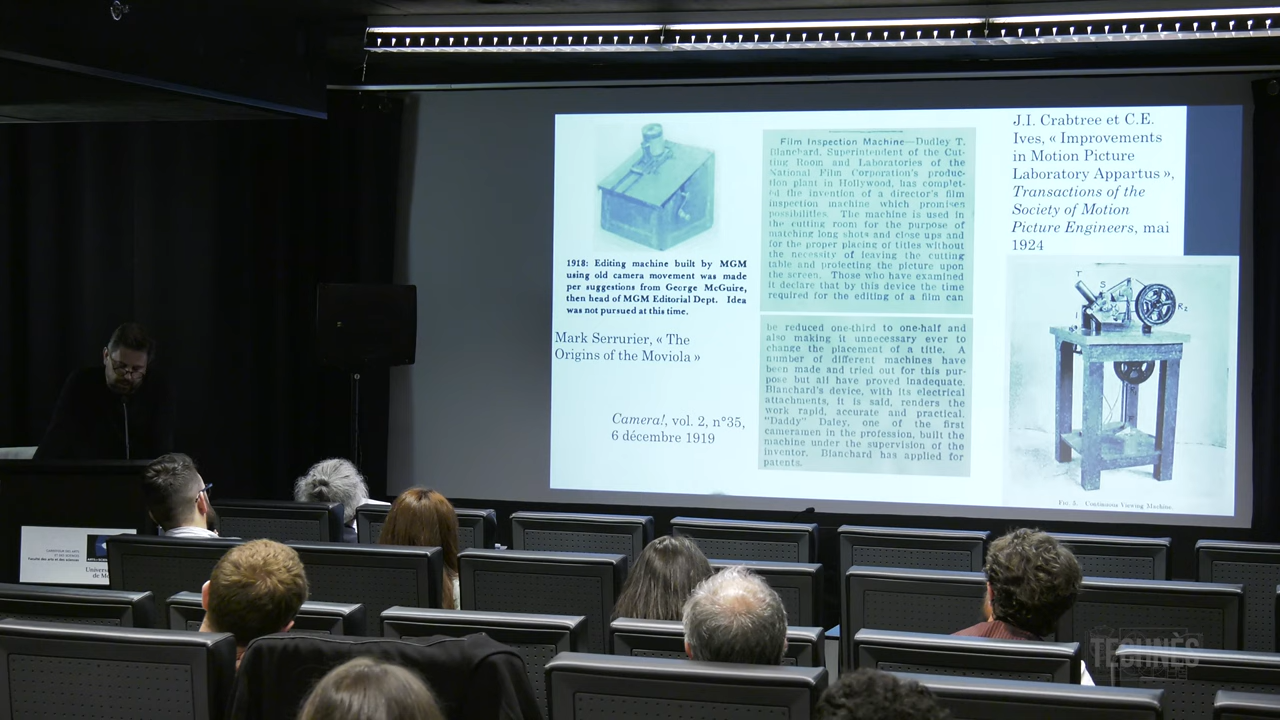 1918: Editing machine built by MGM
using old camera movement was made
per suggestions from George McGuire,
then head of MGM Editorial Dept. Idea
was not pursued at this time.
Mark Serrurier, « The
Origins of the Moviola »
Camera!, vol. 2, n°35,
6 décembre 1919
Film Inspection Machine—Dudley T.
Blanchard, Superintendent of the Cut-
ting Room and Laboratories of the
National Film Corporation's produc-
tion plant in Hollywood, has complet-
ed the invention of a director's film
inspection machine which promises
possibilities. The machine is used in
the cutting room for the purpose of
matching long shots and close ups and
for the proper placing of titles without
the necessity of leaving the cutting
table and protecting the picture upon
the screen. Those who have examined
it declare that by this device the time
required for the editing of a film can
be reduced one-third to one-half and
also making it unnecessary ever to
change the placement of a title. A
number of different machines have
been made and tried out for this pur-
pose but all have proved inadequate.
Blanchard's device, with its electrical
attachments, it is said, renders the
work rapid, accurate and practical.
"Daddy" Daley, one of the first
cameramen in the profession, built the
machine under the supervision of the
inventor. Blanchard has applied for
patents.
J.I. Crabtree et C.E.
Ives, « Improvements
in Motion Picture
Laboratory Appartus »,
Transactions of the
Society of Motion
Picture Engineers, mai
1924
T
S
R2
Fig. 5. Continuous Viewing Machine.
Faculté des arts et des sciences
Univers
de Mo
TECHNÈS